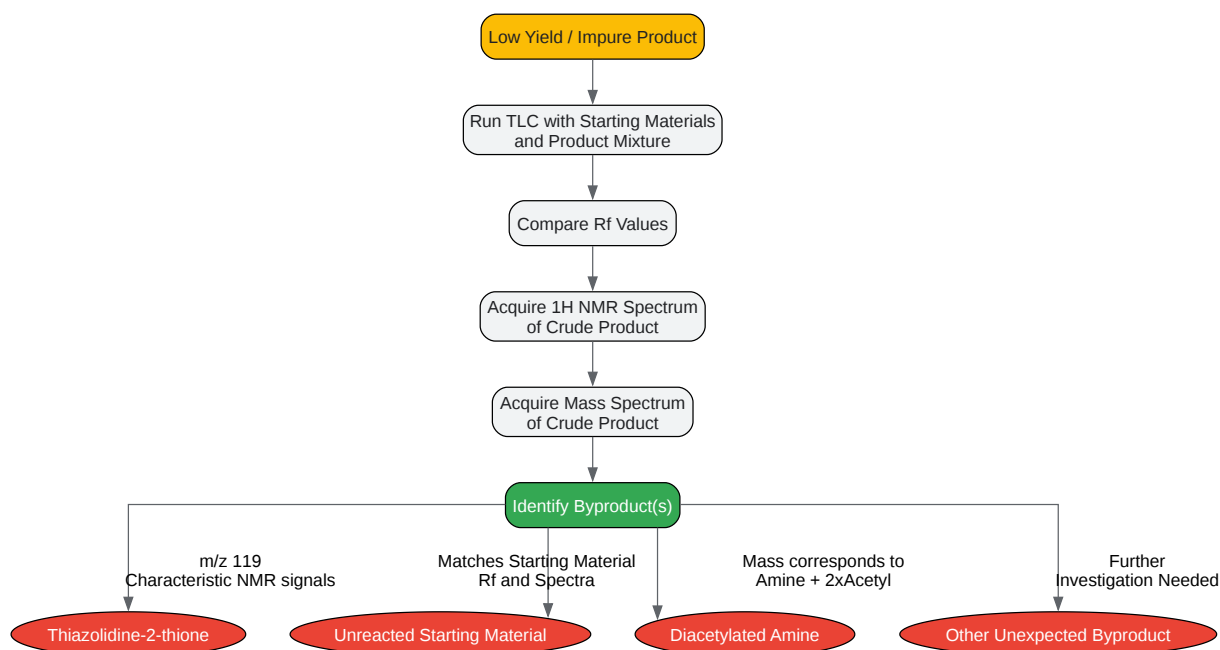 Low Yield / Impure Product
Run TLC with Starting Materials
and Product Mixture
Compare Rf Values
Acquire 1H NMR Spectrum
of Crude Product
Acquire Mass Spectrum
of Crude Product
Identify Byproduct(s)
m/z 119
Characteristic NMR signals
Matches Starting Material
Rf and Spectra
Mass corresponds to
Amine + 2xAcetyl
Further
Investigation Needed
Thiazolidine-2-thione
Unreacted Starting Material
Diacetylated Amine
Other Unexpected Byproduct